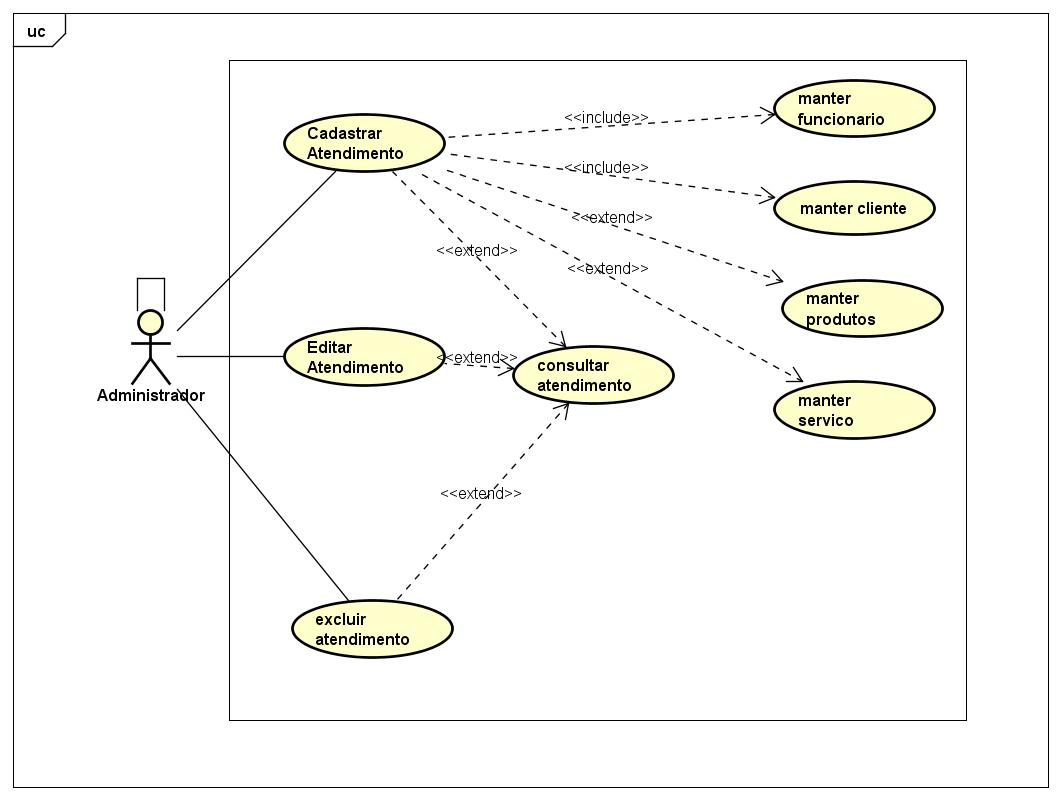 uc
Cadastrar
Atendimento
<<include>>
manter
funcionario
<<include>>
manter cliente
<<extend>>
<<extend>>
<<extend>>
manter
produtos
Administrador
Editar
Atendimento
<<extend>>
consultar
atendimento
manter
servico
<<extend>>
excluir
atendimento